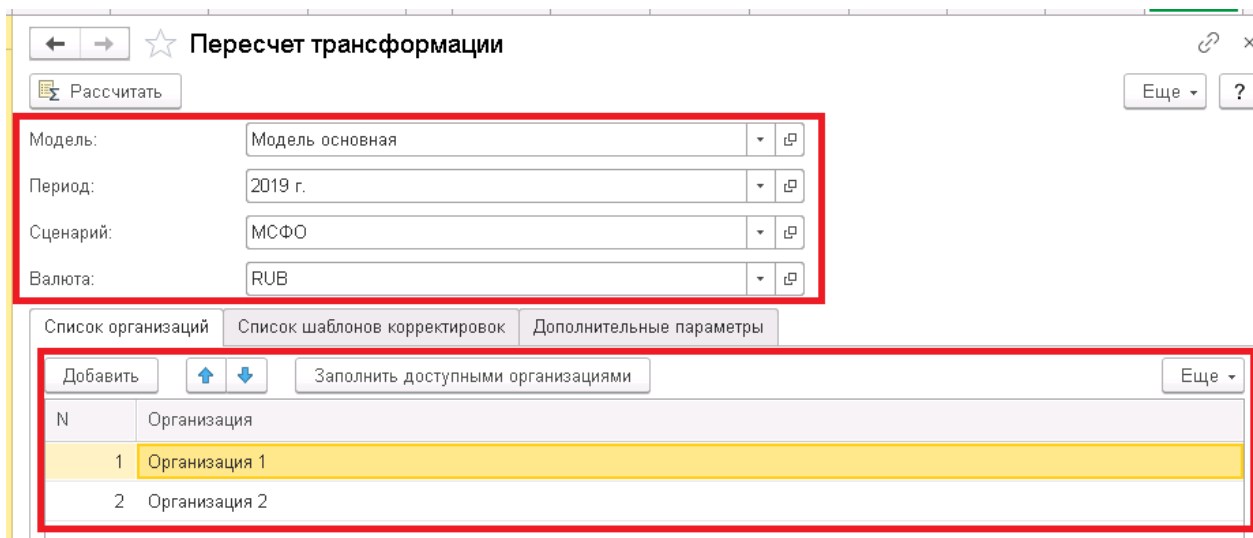 Пересчет трансформации
Рассчитать Еще ?
Модель: Модель основная
Период: 2019 г.
Сценарий: МСФО
Валюта: RUB
Список организаций Список шаблонов корректировок Дополнительные параметры
Добавить Заполнить доступными организациями Еще
N Организация
1 Организация 1
2 Организация 2